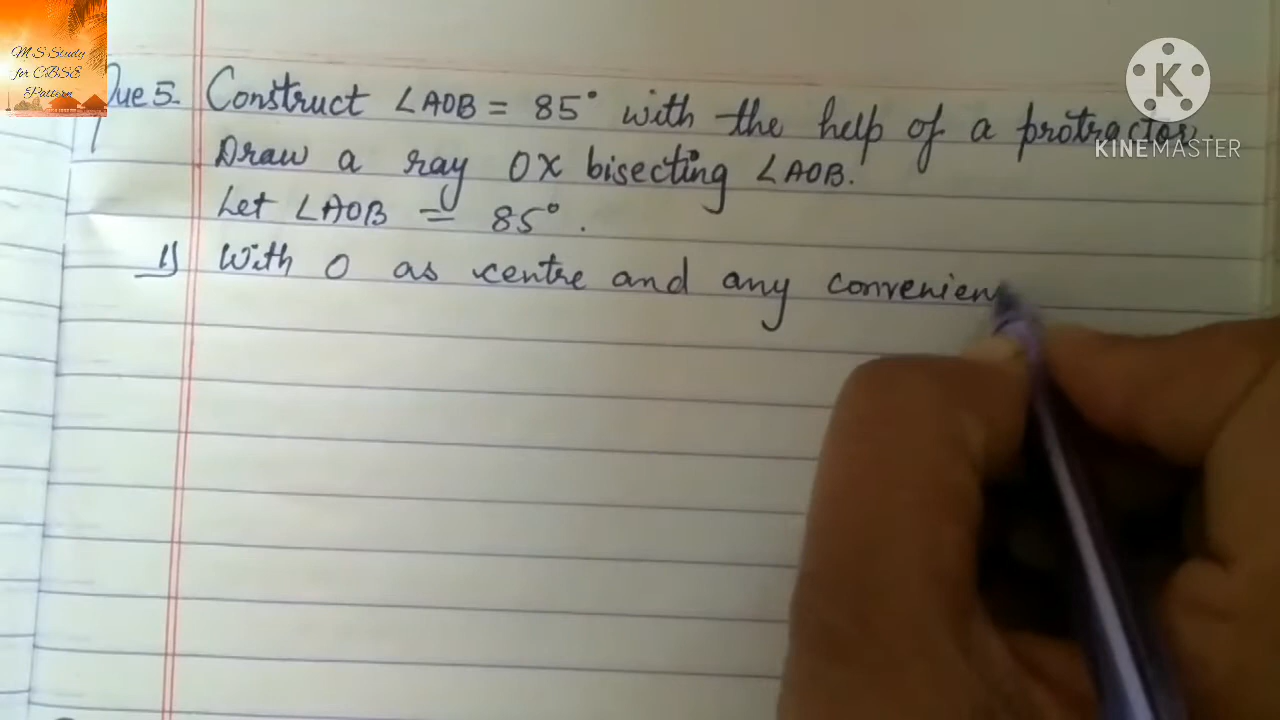 M S Study
for CBSE
Pattern
Que 5. Construct ∠AOB = 85° with the help of a protractor.
KINEMASTER
Draw a ray OX bisecting ∠AOB.
Let ∠AOB = 85°.
1) With O as centre and any convenien